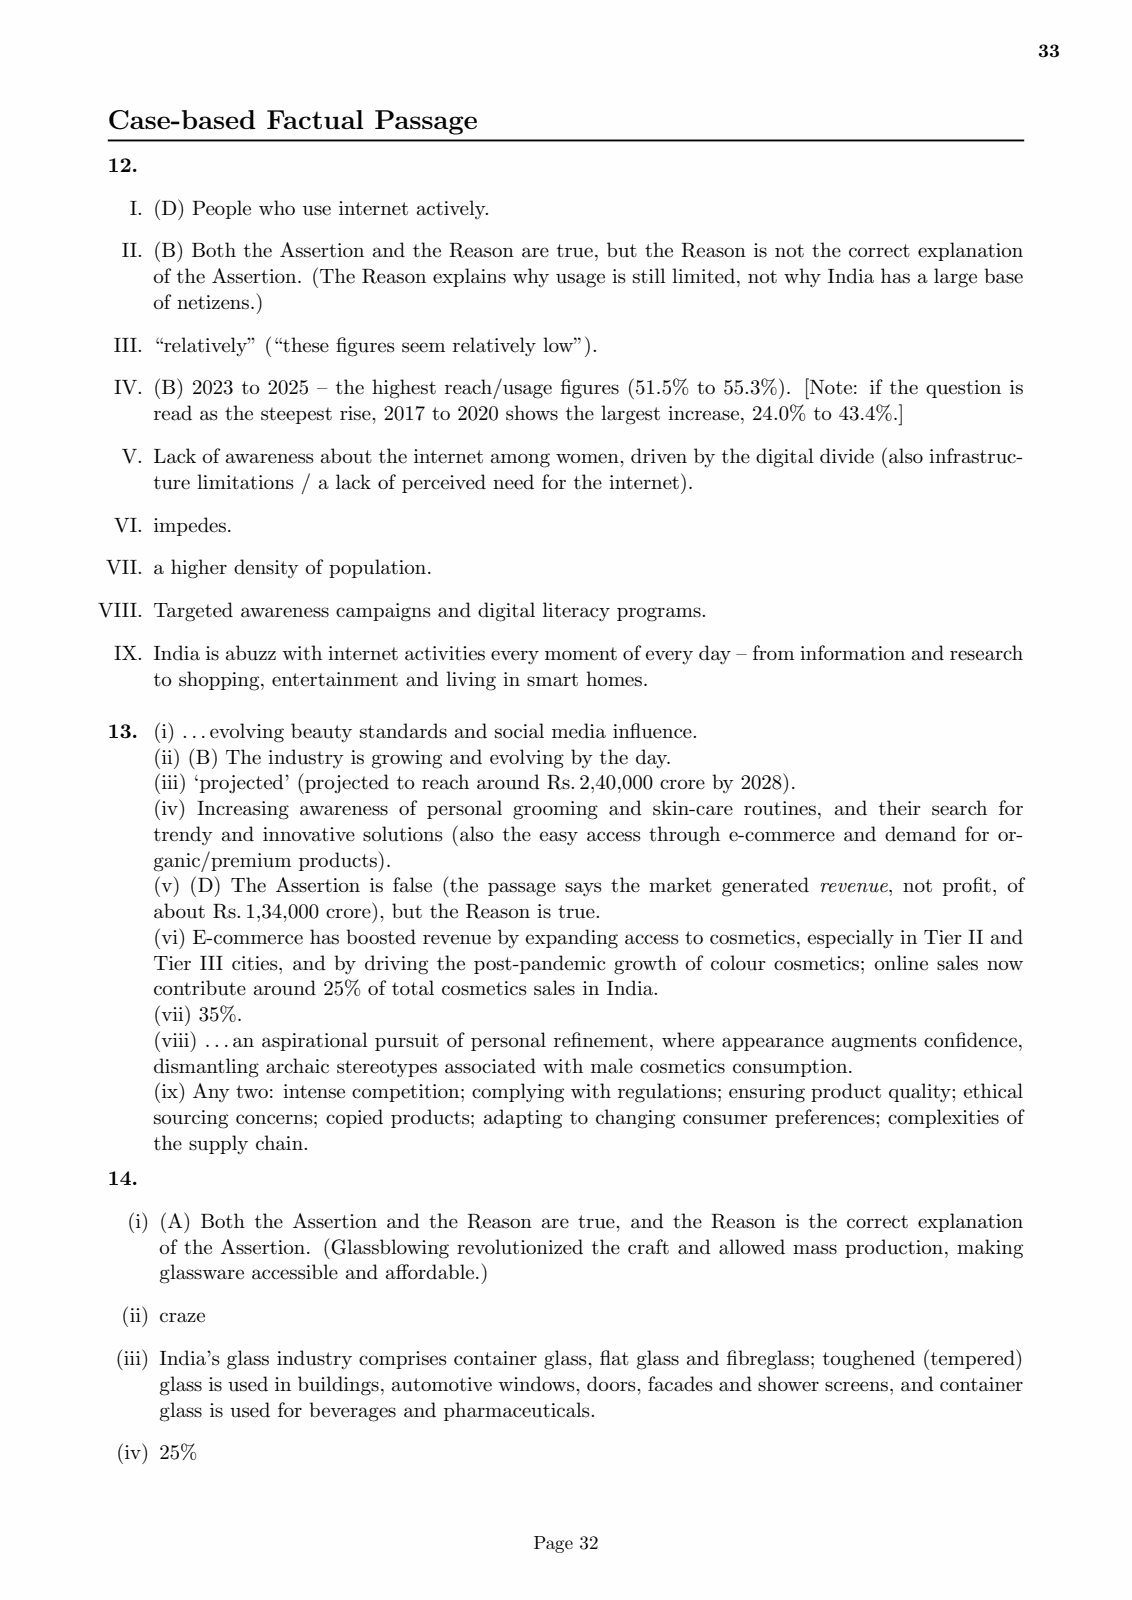 33
Case-based Factual Passage
12.
I. (D) People who use internet actively.
II. (B) Both the Assertion and the Reason are true, but the Reason is not the correct explanation
of the Assertion. (The Reason explains why usage is still limited, not why India has a large base
of netizens.)
III. “relatively” (“these figures seem relatively low”).
IV. (B) 2023 to 2025 – the highest reach/usage figures (51.5% to 55.3%). [Note: if the question is
read as the steepest rise, 2017 to 2020 shows the largest increase, 24.0% to 43.4%.]
V. Lack of awareness about the internet among women, driven by the digital divide (also infrastruc-
ture limitations / a lack of perceived need for the internet).
VI. impedes.
VII. a higher density of population.
VIII. Targeted awareness campaigns and digital literacy programs.
IX. India is abuzz with internet activities every moment of every day – from information and research
to shopping, entertainment and living in smart homes.
13. (i) ...evolving beauty standards and social media influence.
(ii) (B) The industry is growing and evolving by the day.
(iii) ‘projected’ (projected to reach around Rs. 2,40,000 crore by 2028).
(iv) Increasing awareness of personal grooming and skin-care routines, and their search for
trendy and innovative solutions (also the easy access through e-commerce and demand for or-
ganic/premium products).
(v) (D) The Assertion is false (the passage says the market generated revenue, not profit, of
about Rs. 1,34,000 crore), but the Reason is true.
(vi) E-commerce has boosted revenue by expanding access to cosmetics, especially in Tier II and
Tier III cities, and by driving the post-pandemic growth of colour cosmetics; online sales now
contribute around 25% of total cosmetics sales in India.
(vii) 35%.
(viii) ...an aspirational pursuit of personal refinement, where appearance augments confidence,
dismantling archaic stereotypes associated with male cosmetics consumption.
(ix) Any two: intense competition; complying with regulations; ensuring product quality; ethical
sourcing concerns; copied products; adapting to changing consumer preferences; complexities of
the supply chain.
14.
(i) (A) Both the Assertion and the Reason are true, and the Reason is the correct explanation
of the Assertion. (Glassblowing revolutionized the craft and allowed mass production, making
glassware accessible and affordable.)
(ii) craze
(iii) India’s glass industry comprises container glass, flat glass and fibreglass; toughened (tempered)
glass is used in buildings, automotive windows, doors, facades and shower screens, and container
glass is used for beverages and pharmaceuticals.
(iv) 25%
Page 32